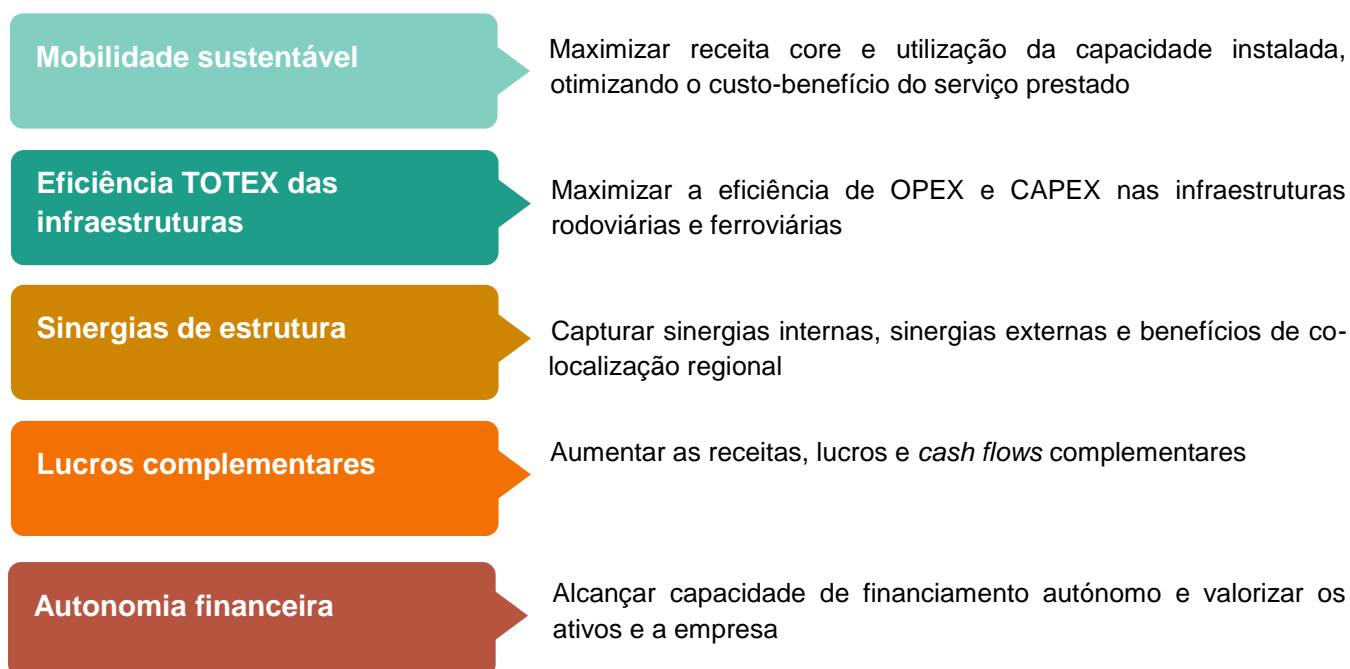 Mobilidade sustentável
Maximizar receita core e utilização da capacidade instalada,
otimizando o custo-benefício do serviço prestado
Eficiência TOTEX das
infraestruturas
Maximizar a eficiência de OPEX e CAPEX nas infraestruturas
rodoviárias e ferroviárias
Sinergias de estrutura
Capturar sinergias internas, sinergias externas e benefícios de co-
localização regional
Lucros complementares
Aumentar as receitas, lucros e cash flows complementares
Autonomia financeira
Alcançar capacidade de financiamento autónomo e valorizar os
ativos e a empresa